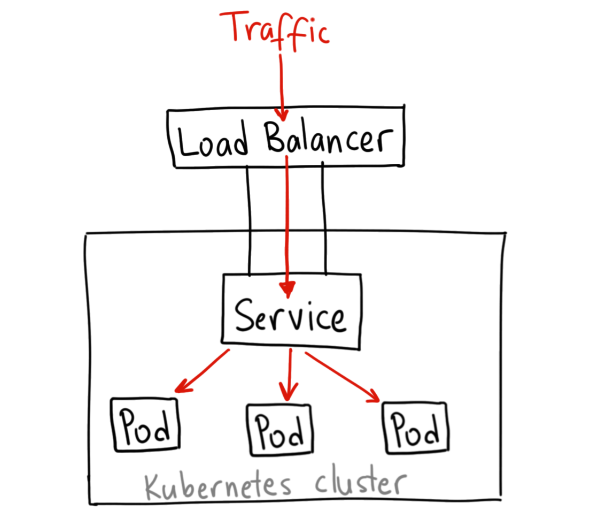 Traffic
Load Balancer
Service
Pod
Pod
Pod
Kubernetes cluster